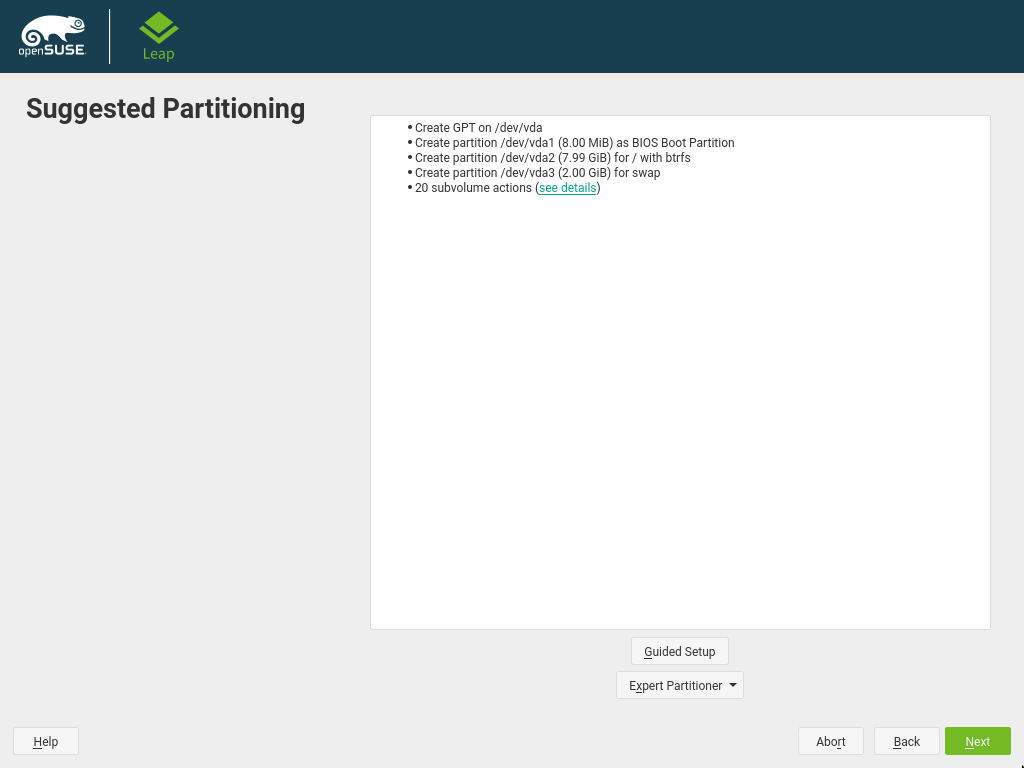 openSUSE
Leap
Suggested Partitioning
• Create GPT on /dev/vda
• Create partition /dev/vda1 (8.00 MiB) as BIOS Boot Partition
• Create partition /dev/vda2 (7.99 GiB) for / with btrfs
• Create partition /dev/vda3 (2.00 GiB) for swap
• 20 subvolume actions (see details)
Guided Setup
Expert Partitioner
Help
Abort
Back
Next